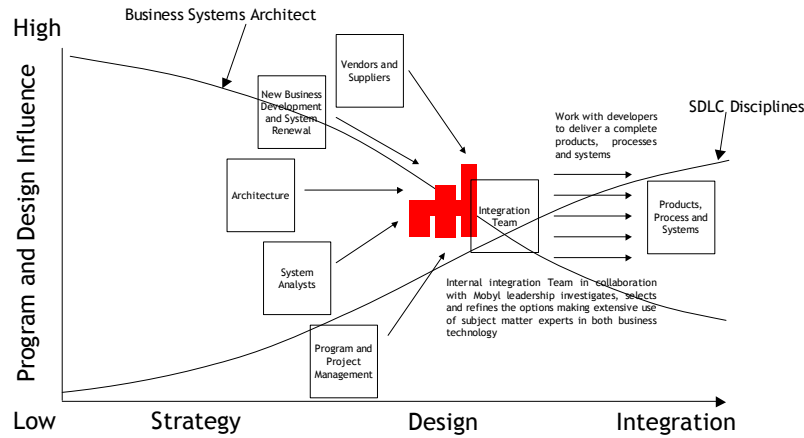 Business Systems Architect
High
Vendors and
Suppliers
New Business
Development
and System
Renewal
SDLC Disciplines
Work with developers
to deliver a complete
products, processes
and systems
Architecture
Integration
Team
Products,
Process and
Systems
System
Analysts
Internal integration Team in collaboration
with Mobyl leadership investigates, selects
and refines the options making extensive use
of subject matter experts in both business
technology
Program and
Project
Management
Program and Design Influence
Low
Strategy
Design
Integration